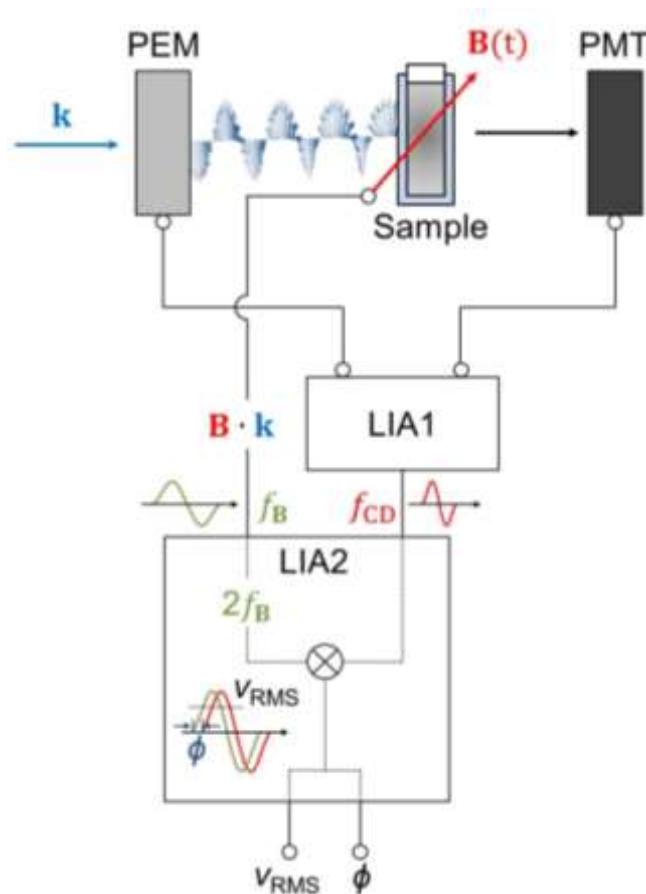 PEM
B(t)
PMT
k
Sample
LIA1
B · k
f_B
f_CD
LIA2
2f_B
v_RMS
ϕ
v_RMS
ϕ